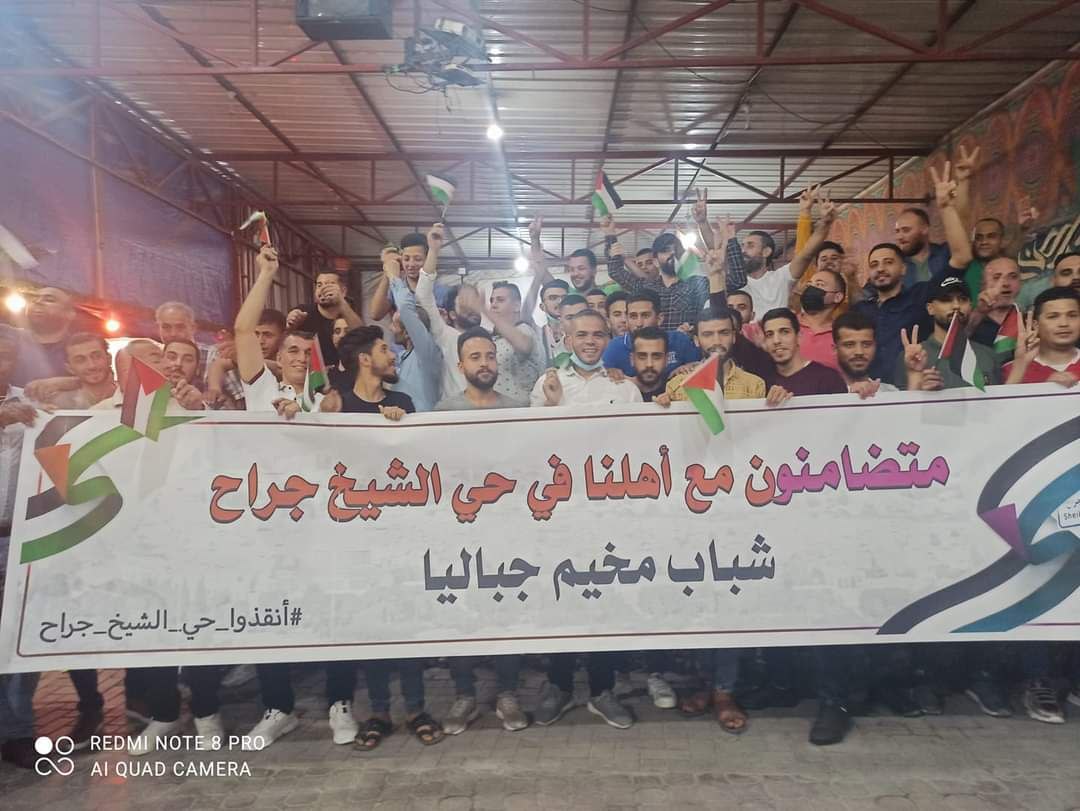 متضامنون مع أهلنا في حي الشيخ جراح
شباب مخيم جباليا
#أنقذوا_حي_الشيخ_جراح
REDMI NOTE 8 PRO
AI QUAD CAMERA